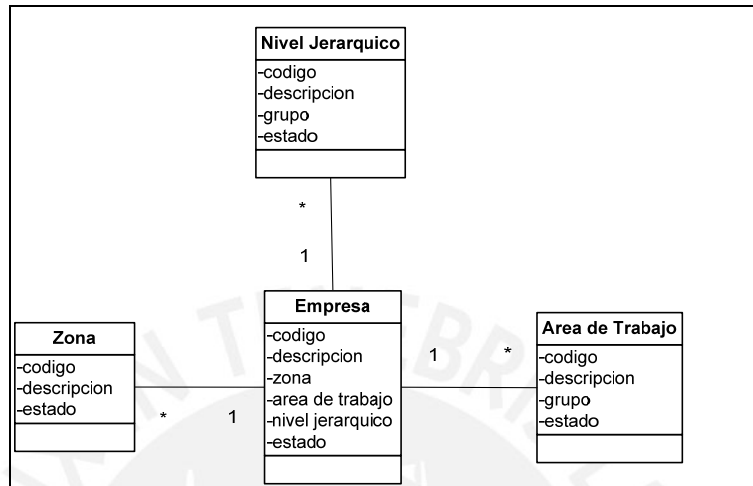 Nivel Jerarquico
-codigo
-descripcion
-grupo
-estado
*
1
Empresa
-codigo
-descripcion
-zona
-area de trabajo
-nivel jerarquico
-estado
Zona
-codigo
-descripcion
-estado
*
1
1
*
Area de Trabajo
-codigo
-descripcion
-grupo
-estado